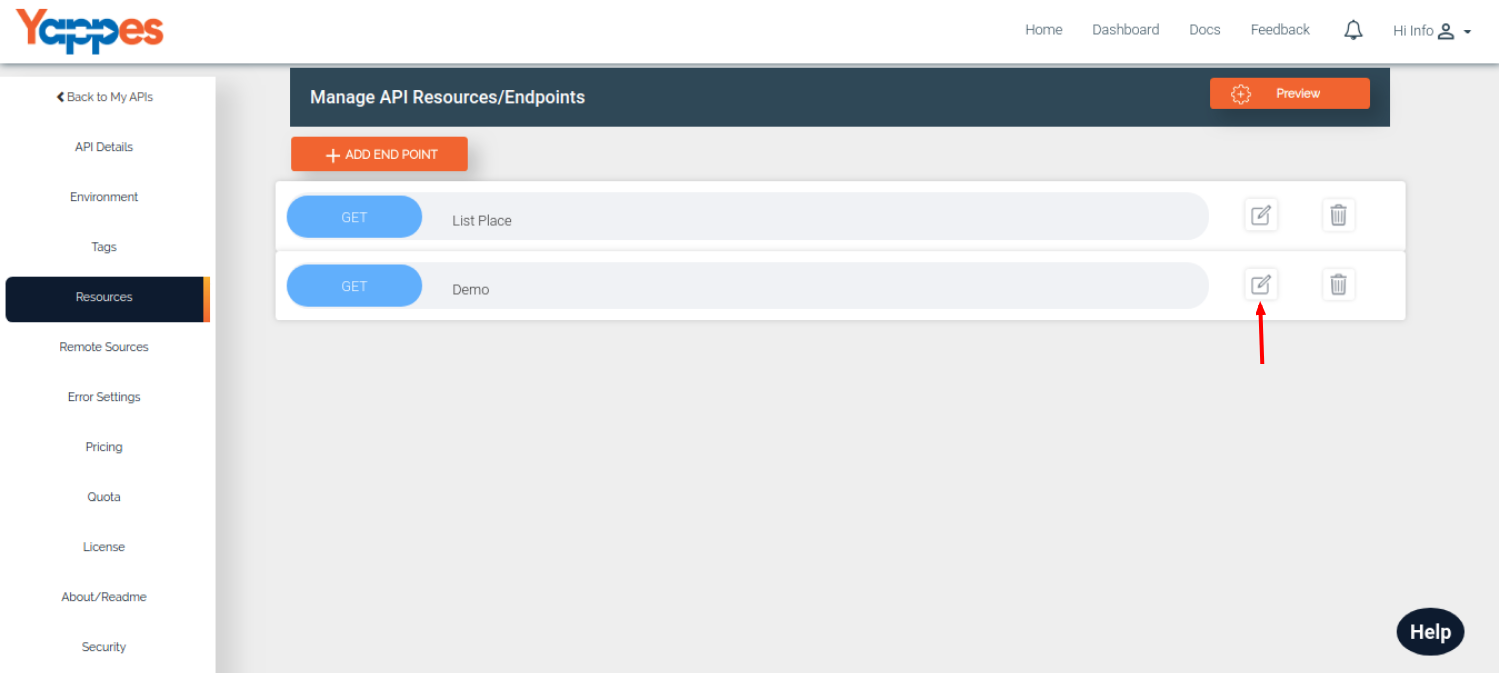 Yappes
Home Dashboard Docs Feedback Hi Info
Back to My APIs
API Details
Environment
Tags
Resources
Remote Sources
Error Settings
Pricing
Quota
License
About/Readme
Security
Manage API Resources/Endpoints
Preview
ADD END POINT
GET List Place
GET Demo
Help